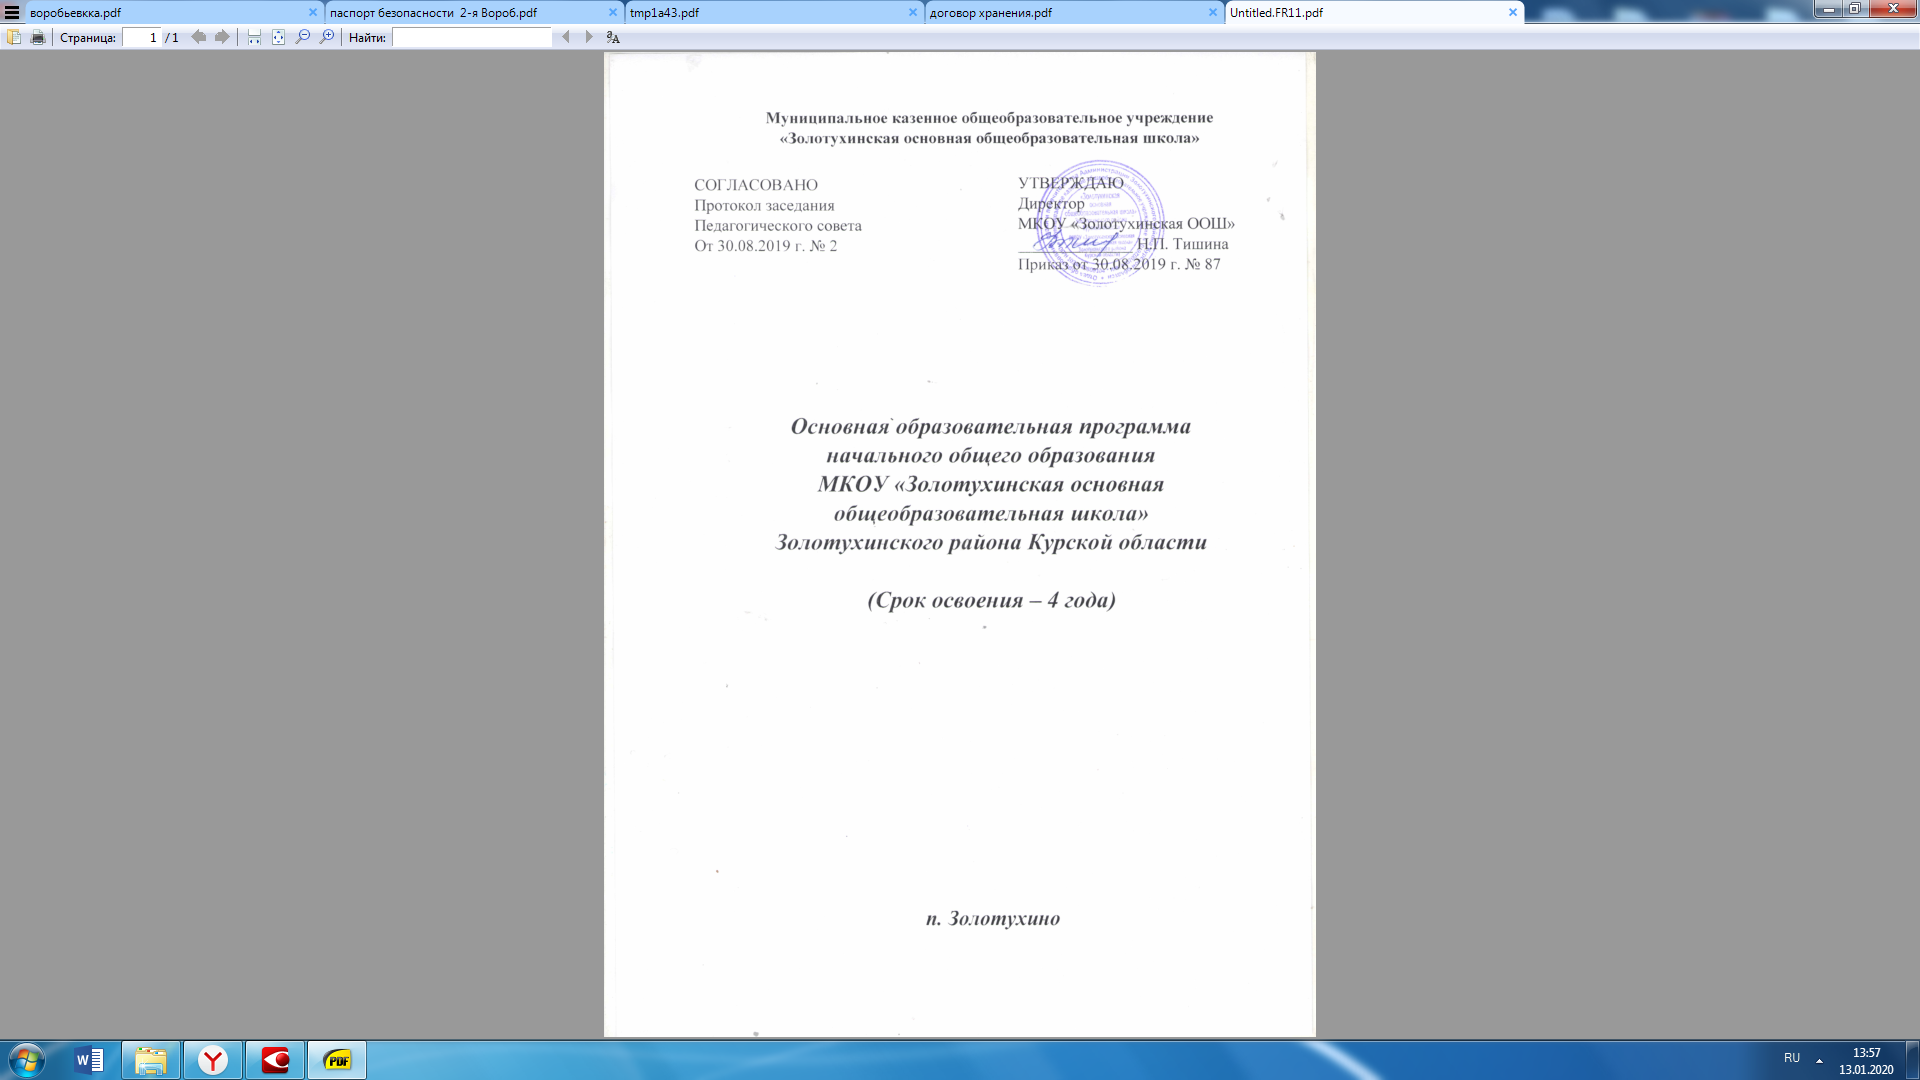 воробьевкка.pdf
паспорт безопасности 2-я Вороб.pdf
tmp1a43.pdf
договор хранения.pdf
Untitled.FR11.pdf
Страница: 1 / 1
Найти:
Муниципальное казенное общеобразовательное учреждение
«Золотухинская основная общеобразовательная школа»
СОГЛАСОВАНО
Протокол заседания
Педагогического совета
От 30.08.2019 г. № 2
УТВЕРЖДАЮ
Директор
МКОУ «Золотухинская ООШ»
Н.П. Тишина
Приказ от 30.08.2019 г. № 87
Основная образовательная программа
начального общего образования
МКОУ «Золотухинская основная
общеобразовательная школа»
Золотухинского района Курской области
(Срок освоения – 4 года)
п. Золотухино
RU
13:57
13.01.2020
PDF